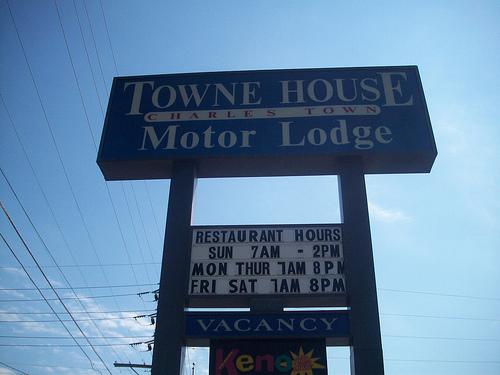 TOWNE HOUSE
CHARLES TOWN
Motor Lodge
RESTAURANT HOURS
SUN 7AM - 2PM
MON THUR 7AM 8PM
FRI SAT 7AM 8PM
VACANCY
Keno